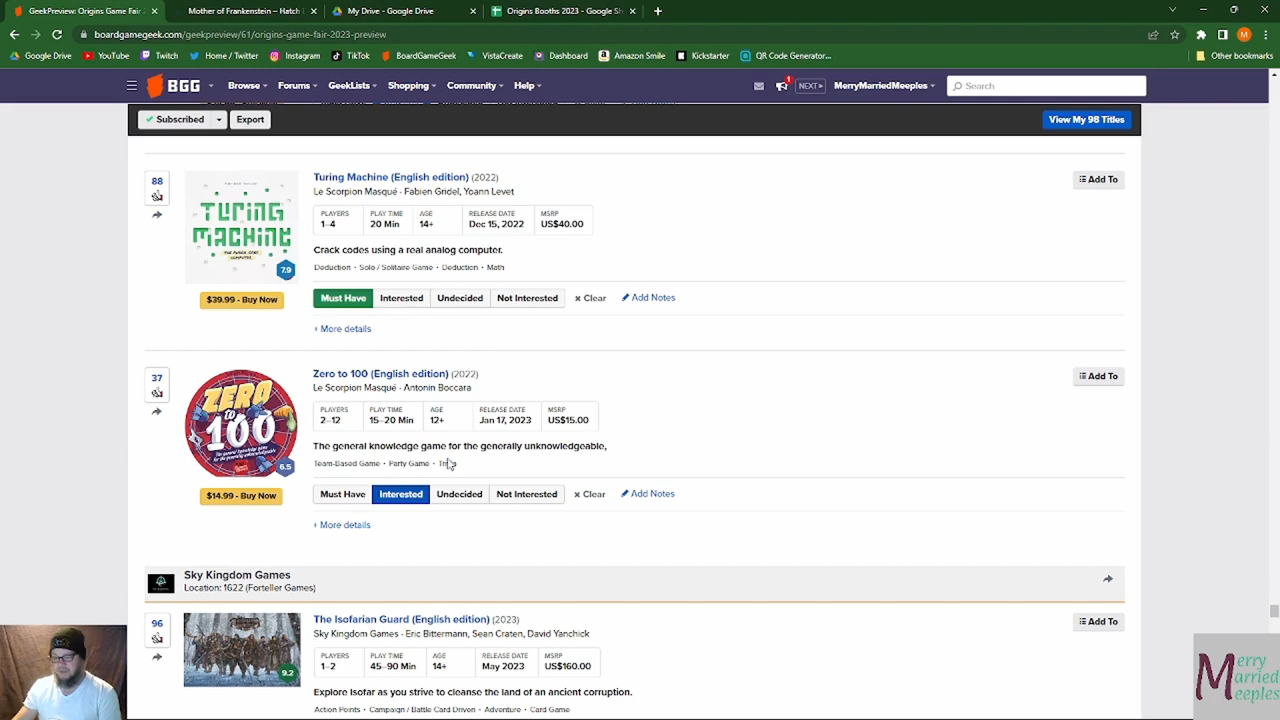 GeekPreview: Origins Game Fair
Mother of Frankenstein – Hatch
My Drive - Google Drive
Origins Booths 2023 - Google Sh
boardgamegeek.com/geekpreview/61/origins-game-fair-2023-preview
Google Drive
YouTube
Twitch
Home / Twitter
Instagram
TikTok
BoardGameGeek
VistaCreate
Dashboard
Amazon Smile
Kickstarter
QR Code Generator...
Other bookmarks
BGG
Browse
Forums
GeekLists
Shopping
Community
Help
1
NEXT
MerryMarriedMeeples
Search
Subscribed
Export
View My 98 Titles
88
TURING
MACHINE
7.9
$39.99 - Buy Now
Turing Machine (English edition) (2022)
Le Scorpion Masqué · Fabien Gridel, Yoann Levet
PLAYERS PLAY TIME AGE RELEASE DATE MSRP
1–4 20 Min 14+ Dec 15, 2022 US$40.00
Crack codes using a real analog computer.
Deduction · Solo / Solitaire Game · Deduction · Math
Must Have Interested Undecided Not Interested × Clear Add Notes
+ More details
Add To
37
ZERO
to
100
6.5
$14.99 - Buy Now
Zero to 100 (English edition) (2022)
Le Scorpion Masqué · Antonin Boccara
PLAYERS PLAY TIME AGE RELEASE DATE MSRP
2–12 15–20 Min 12+ Jan 17, 2023 US$15.00
The general knowledge game for the generally unknowledgeable,
Team-Based Game · Party Game · Trivia
Must Have Interested Undecided Not Interested × Clear Add Notes
+ More details
Add To
Sky Kingdom Games
Location: 1622 (Forteller Games)
96
9.2
The Isofarian Guard (English edition) (2023)
Sky Kingdom Games · Eric Bittermann, Sean Craten, David Yanchick
PLAYERS PLAY TIME AGE RELEASE DATE MSRP
1–2 45–90 Min 14+ May 2023 US$160.00
Explore Isofar as you strive to cleanse the land of an ancient corruption.
Action Points · Campaign / Battle Card Driven · Adventure · Card Game
Add To
Merry
Married
Meeples